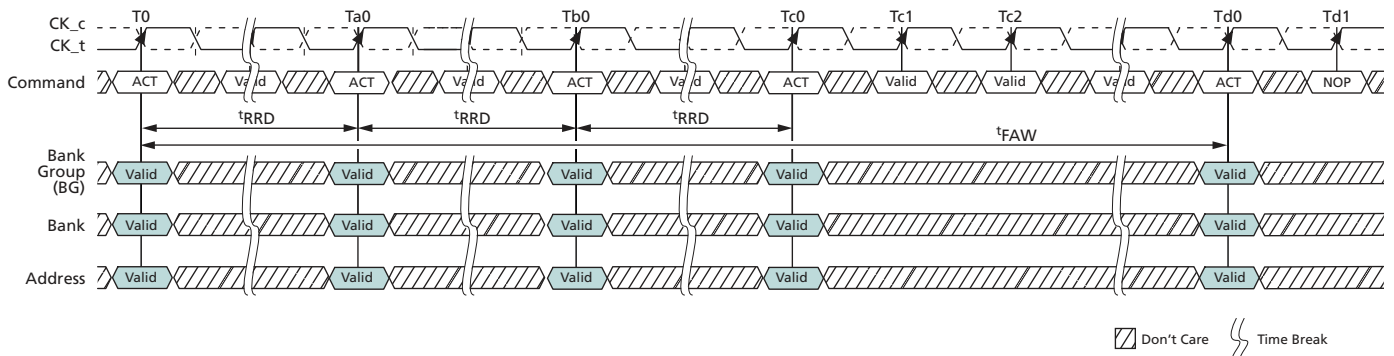 T0 Ta0 Tb0 Tc0 Tc1 Tc2 Td0 Td1
CK_c
CK_t
Command ACT Valid ACT Valid ACT Valid ACT Valid Valid Valid ACT NOP
tRRD tRRD tRRD
tFAW
Bank
Group
(BG)
Valid Valid Valid Valid Valid
Bank Valid Valid Valid Valid Valid
Address Valid Valid Valid Valid Valid
Don't Care Time Break